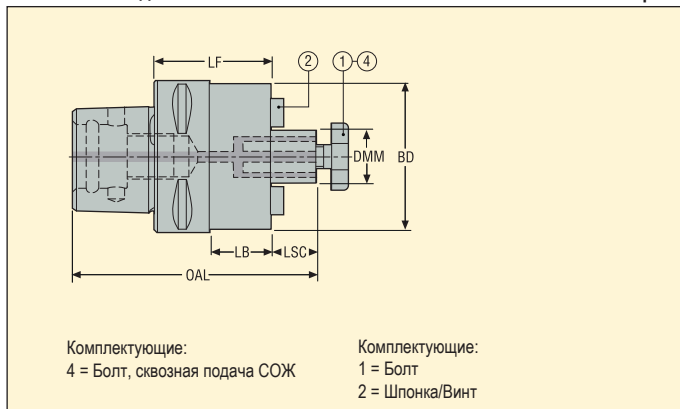 LF
2
1
4
DMM
BD
LB
LSC
OAL
Комплектующие:
4 = Болт, сквозная подача СОЖ
Комплектующие:
1 = Болт
2 = Шпонка/Винт